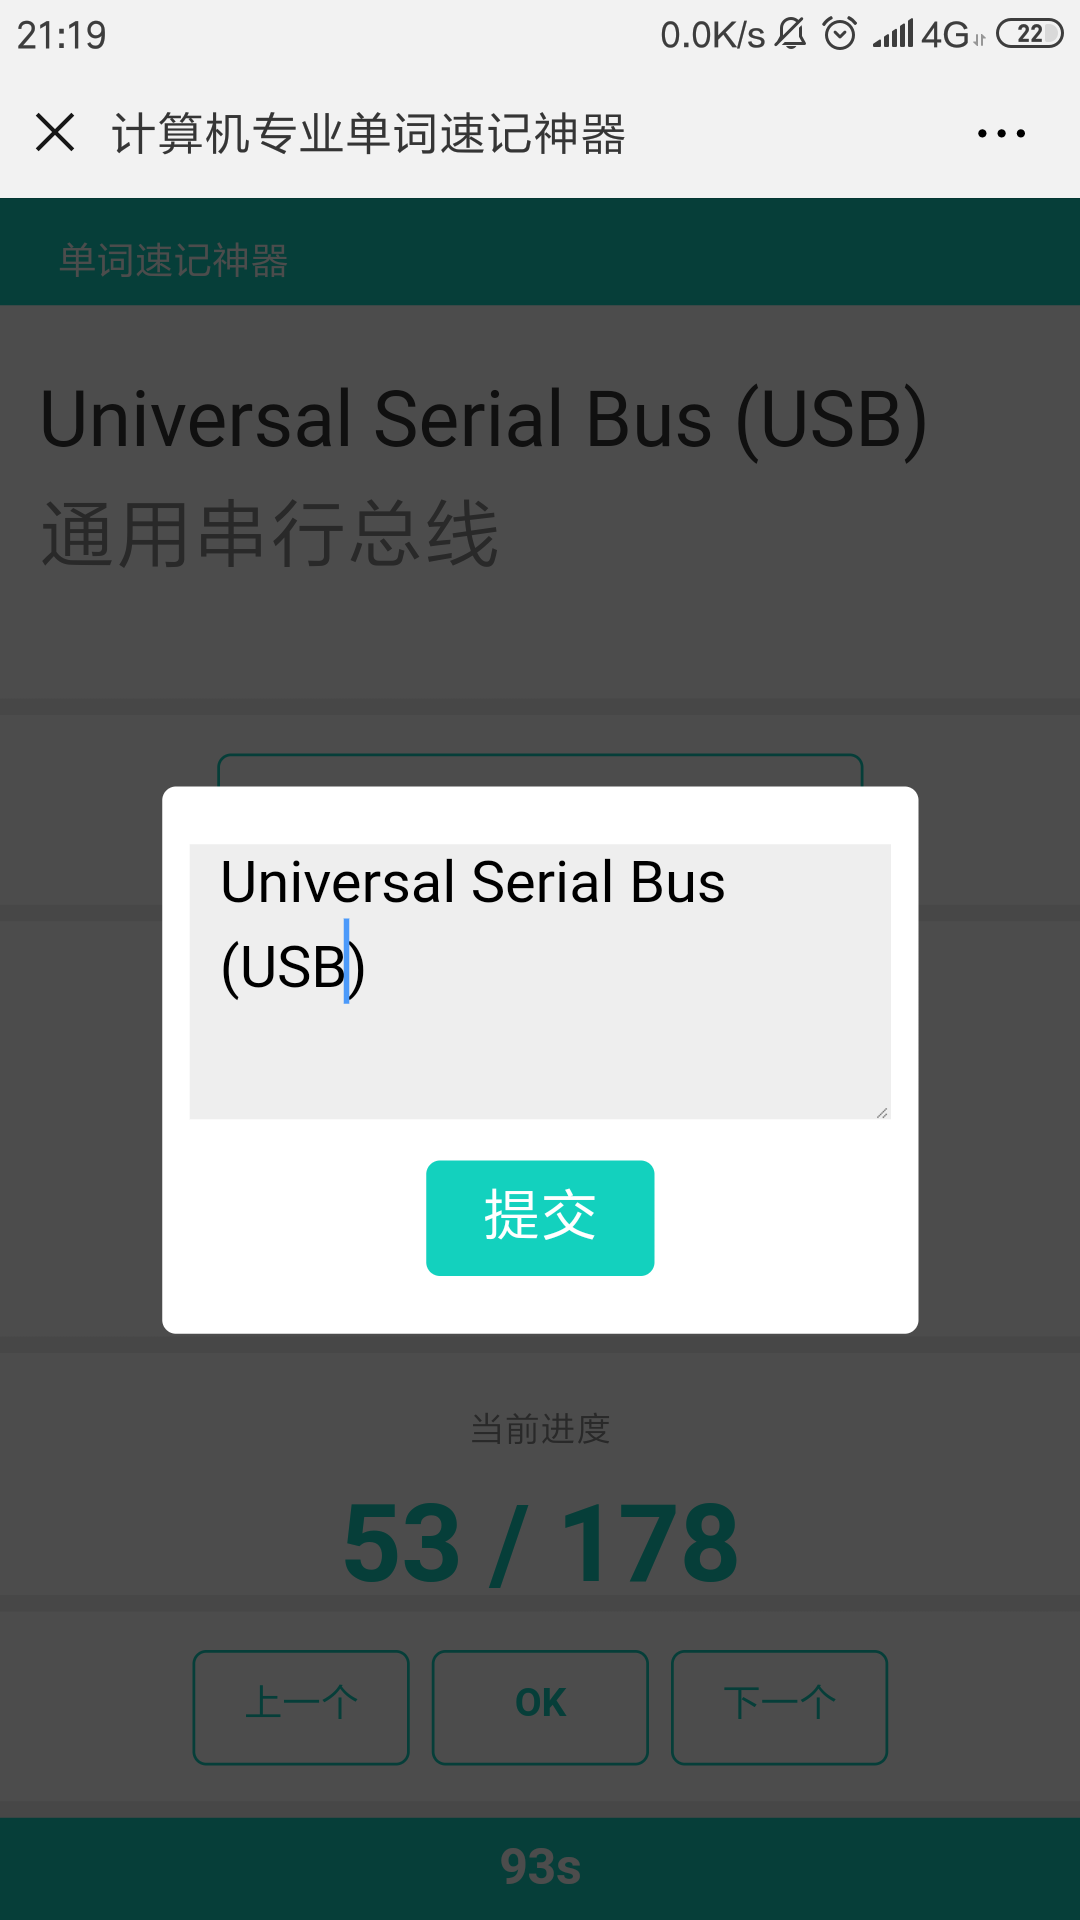 21:19 0.0K/s 4G 22
计算机专业单词速记神器
单词速记神器
Universal Serial Bus (USB)
通用串行总线
Universal Serial Bus
(USB)
提交
当前进度
53 / 178
上一个 OK 下一个
93s